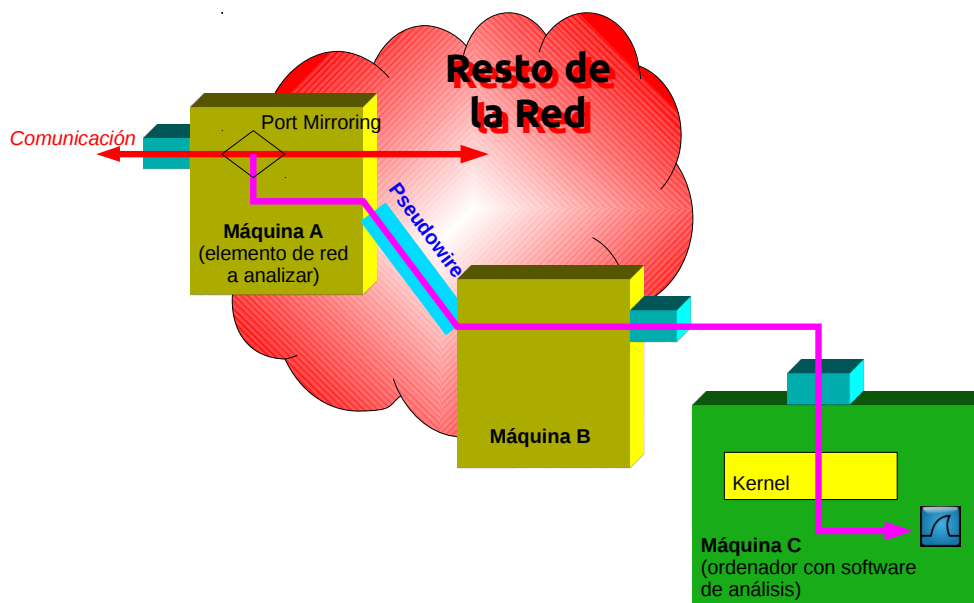 Resto de
la Red
Port Mirroring
Comunicación
Pseudowire
Máquina A
(elemento de red
a analizar)
Máquina B
Kernel
Máquina C
(ordenador con software
de análisis)